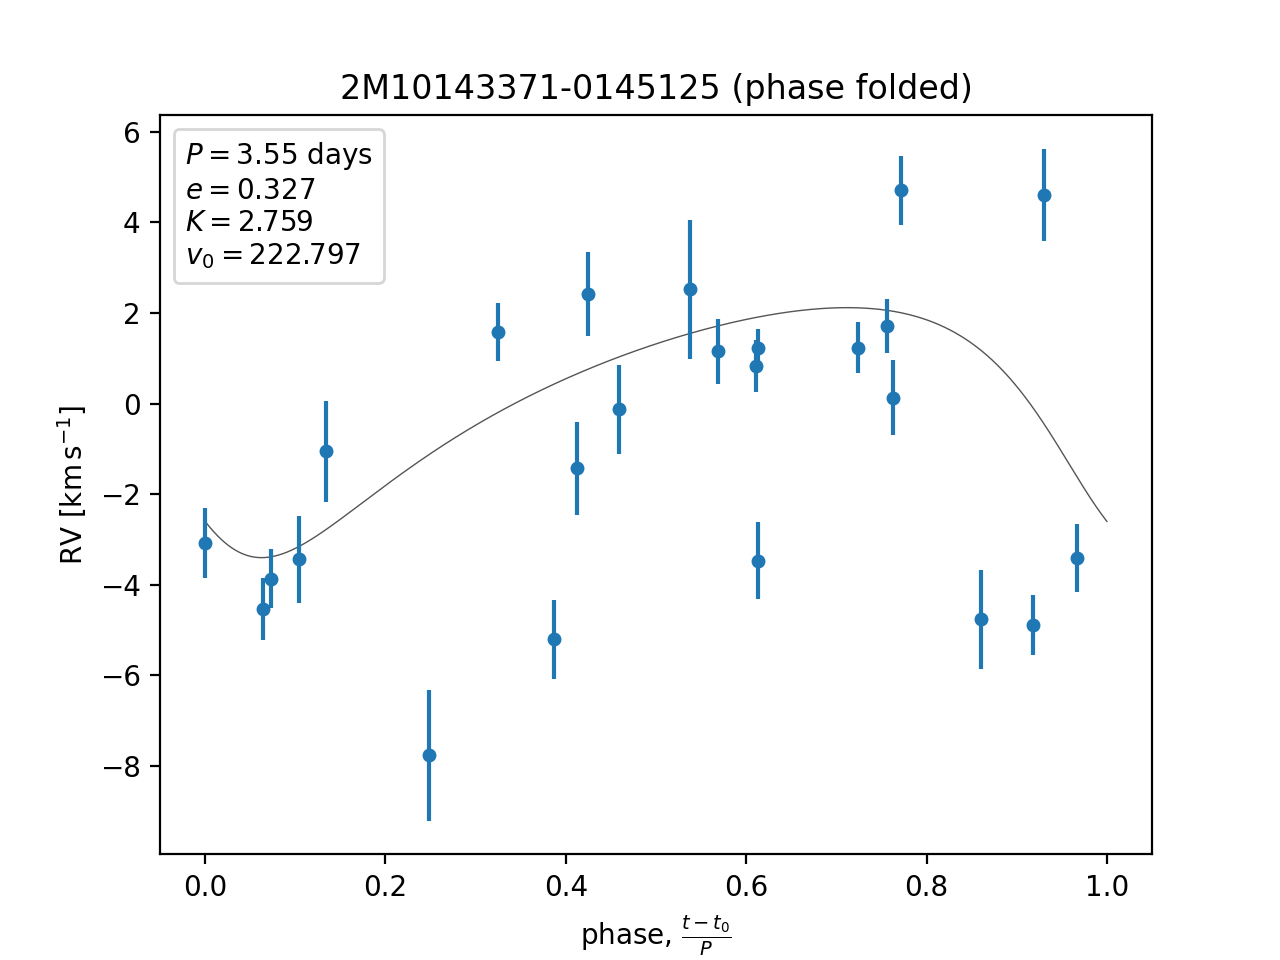 2M10143371-0145125 (phase folded)
P = 3.55 days
e = 0.327
K = 2.759
v₀ = 222.797
RV [km s⁻¹]
6
4
2
0
−2
−4
−6
−8
0.0 0.2 0.4 0.6 0.8 1.0
phase, (t − t₀)/P